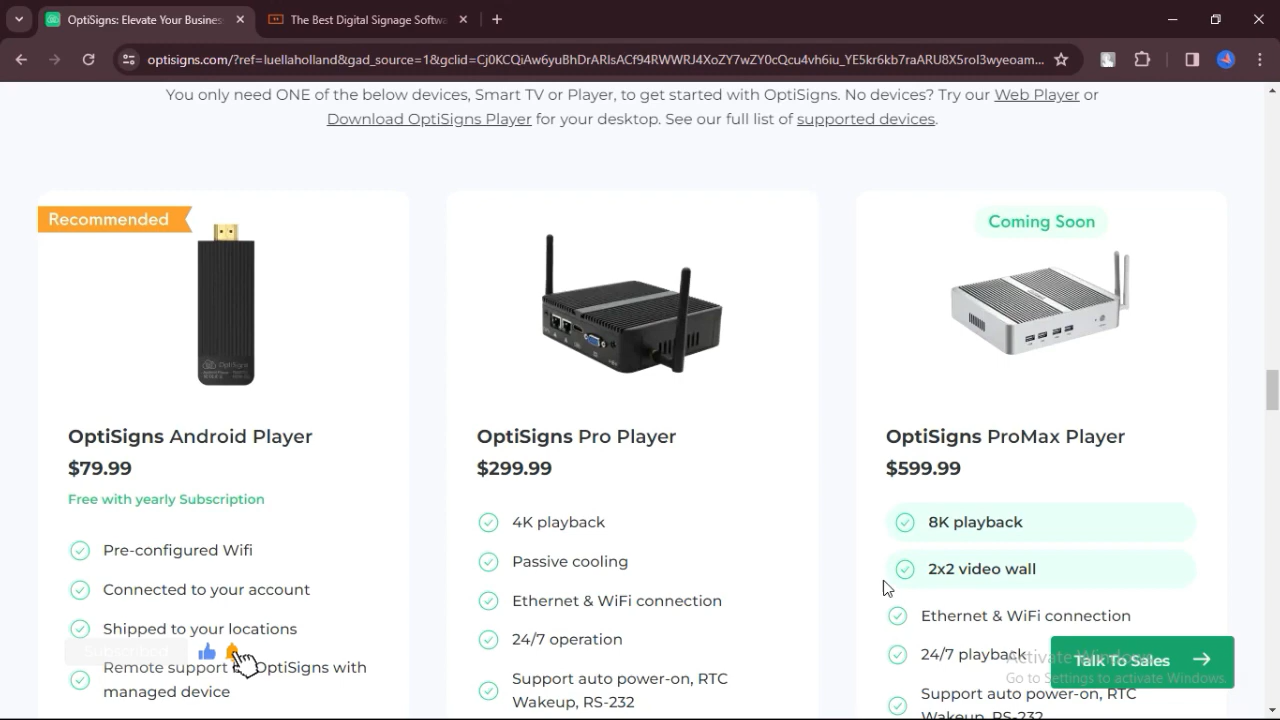 OptiSigns: Elevate Your Busines
The Best Digital Signage Softwa
optisigns.com/?ref=luellaholland&gad_source=1&gclid=Cj0KCQiAw6yuBhDrARIsACf94RWWRJ4XoZY7wZY0cQcu4vh6iu_YE5kr6kb7raARU8X5roI3wyeoam...
You only need ONE of the below devices, Smart TV or Player, to get started with OptiSigns. No devices? Try our Web Player or
Download OptiSigns Player for your desktop. See our full list of supported devices.
Recommended
OptiSigns
OptiSigns Android Player
$79.99
Free with yearly Subscription
Pre-configured Wifi
Connected to your account
Shipped to your locations
Subscribed
Remote support OptiSigns with
managed device
OptiSigns Pro Player
$299.99
4K playback
Passive cooling
Ethernet & WiFi connection
24/7 operation
Support auto power-on, RTC
Wakeup, RS-232
Coming Soon
OptiSigns ProMax Player
$599.99
8K playback
2x2 video wall
Ethernet & WiFi connection
24/7 playback
Support auto power-on, RTC
Wakeup, RS-232
Talk To Sales
Activate Windows
Go to Settings to activate Windows.